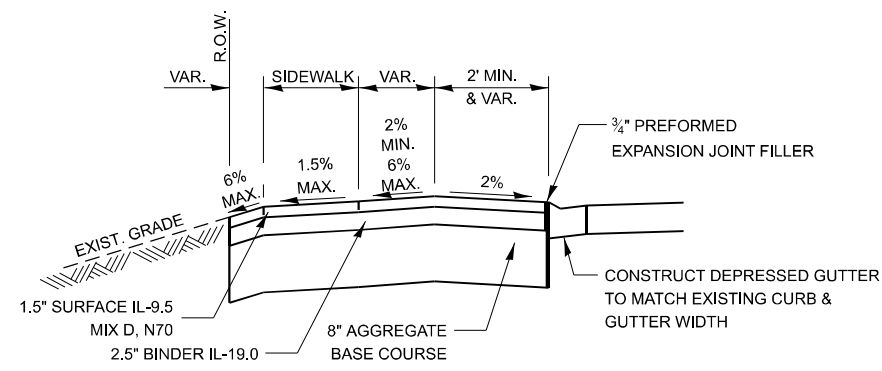 R.O.W.
VAR.
SIDEWALK
VAR.
2' MIN.
& VAR.
6%
MAX.
1.5%
MAX.
2%
MIN.
6%
MAX.
2%
¾" PREFORMED
EXPANSION JOINT FILLER
EXIST. GRADE
1.5" SURFACE IL-9.5
MIX D, N70
2.5" BINDER IL-19.0
8" AGGREGATE
BASE COURSE
CONSTRUCT DEPRESSED GUTTER
TO MATCH EXISTING CURB &
GUTTER WIDTH